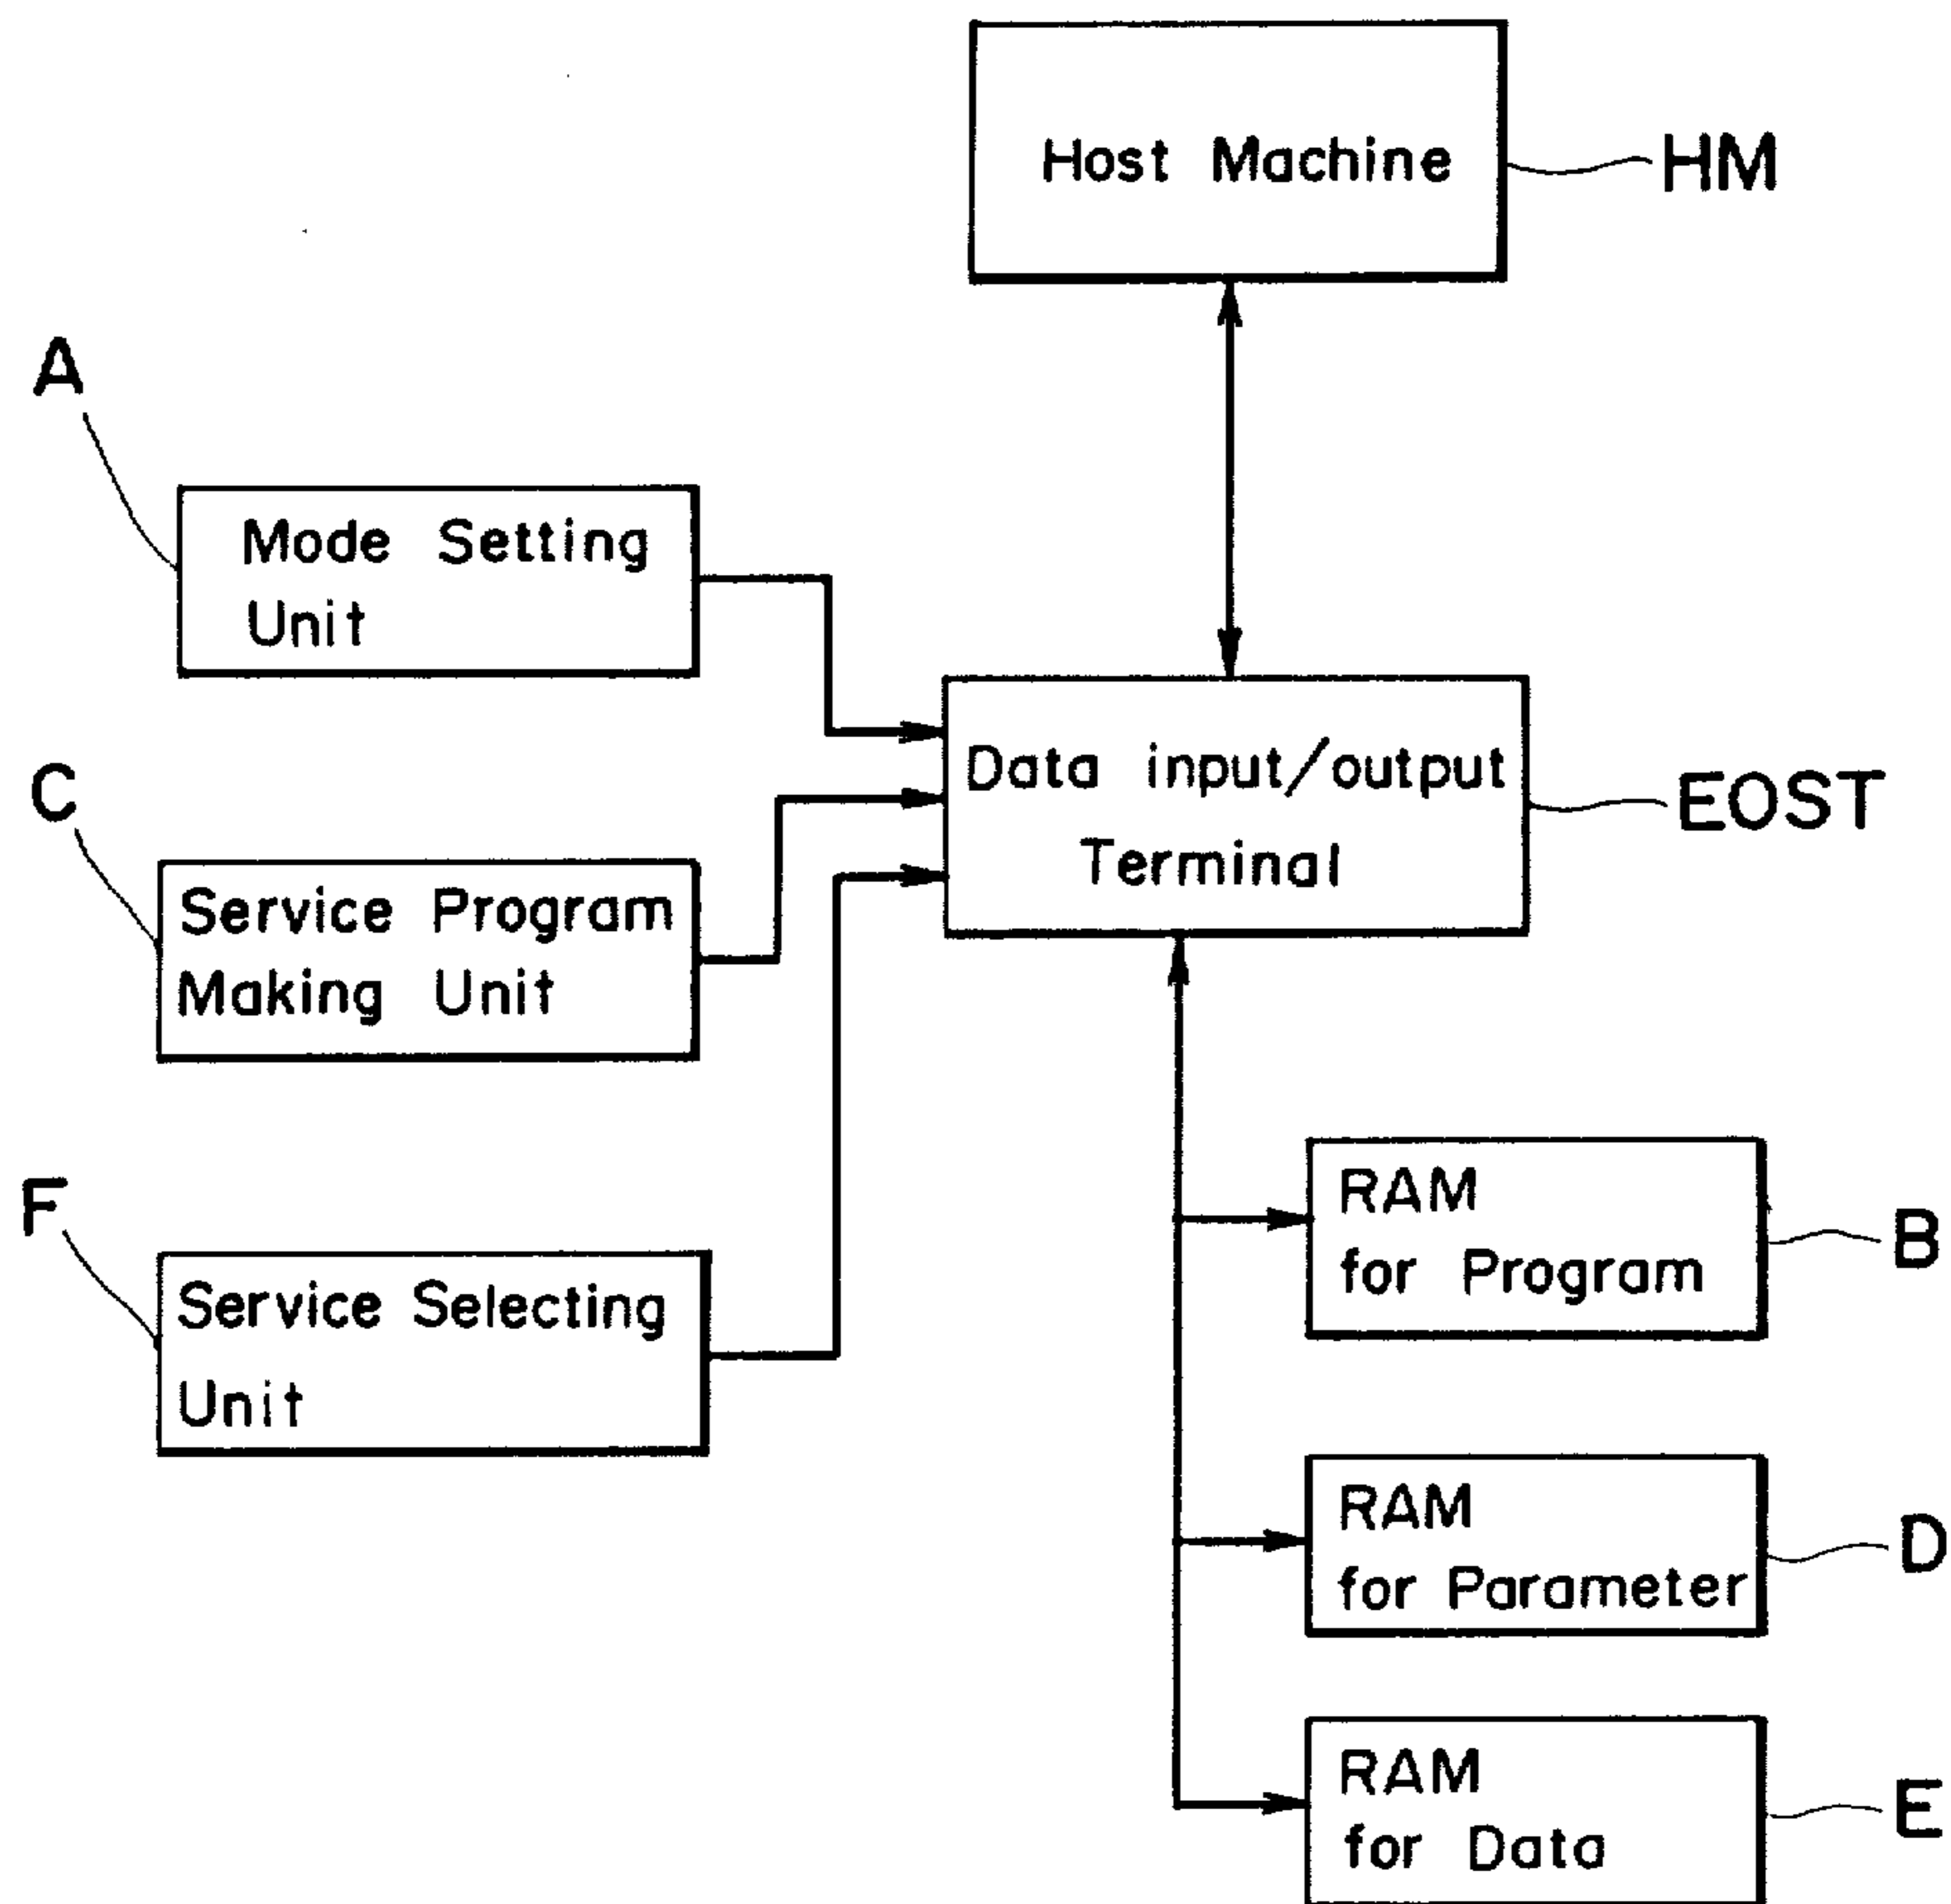 Host Machine
HM
A
Mode Setting
Unit
C
Service Program
Making Unit
Data input/output
Terminal
EOST
F
Service Selecting
Unit
RAM
for Program
B
RAM
for Parameter
D
RAM
for Data
E